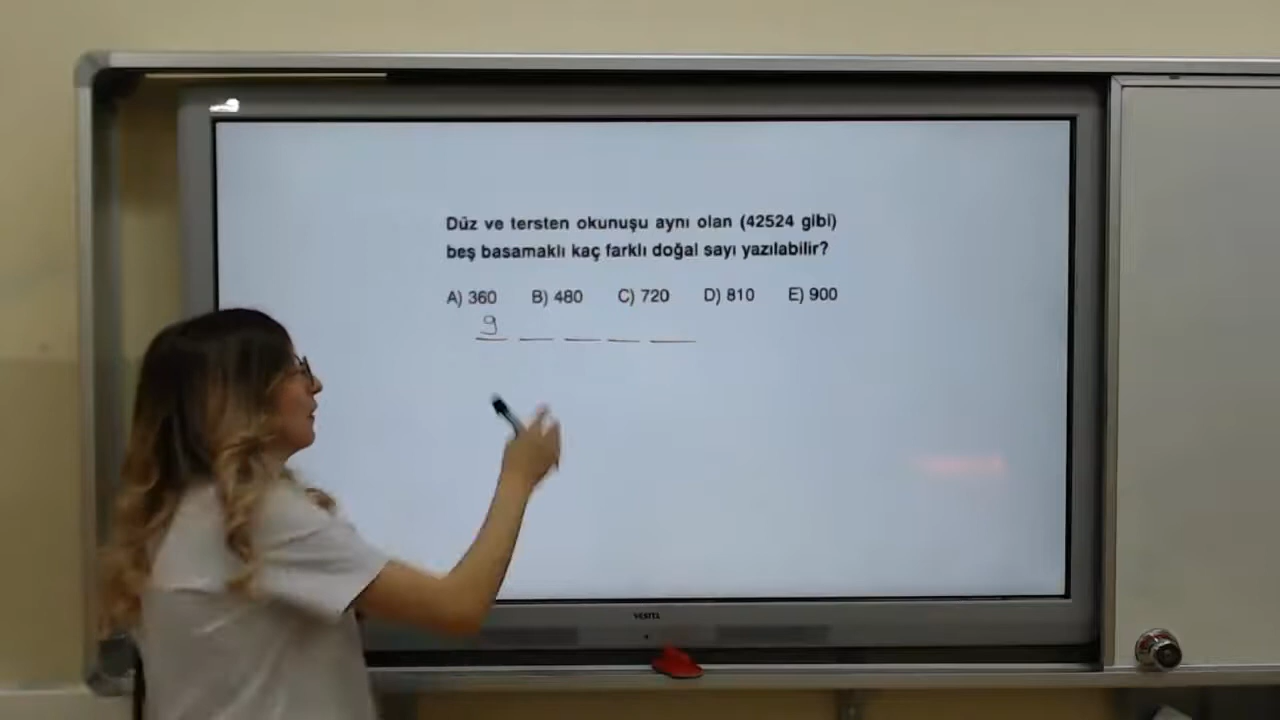 Düz ve tersten okunuşu aynı olan (42524 gibi)
beş basamaklı kaç farklı doğal sayı yazılabilir?
A) 360 B) 480 C) 720 D) 810 E) 900
9
VESTEL